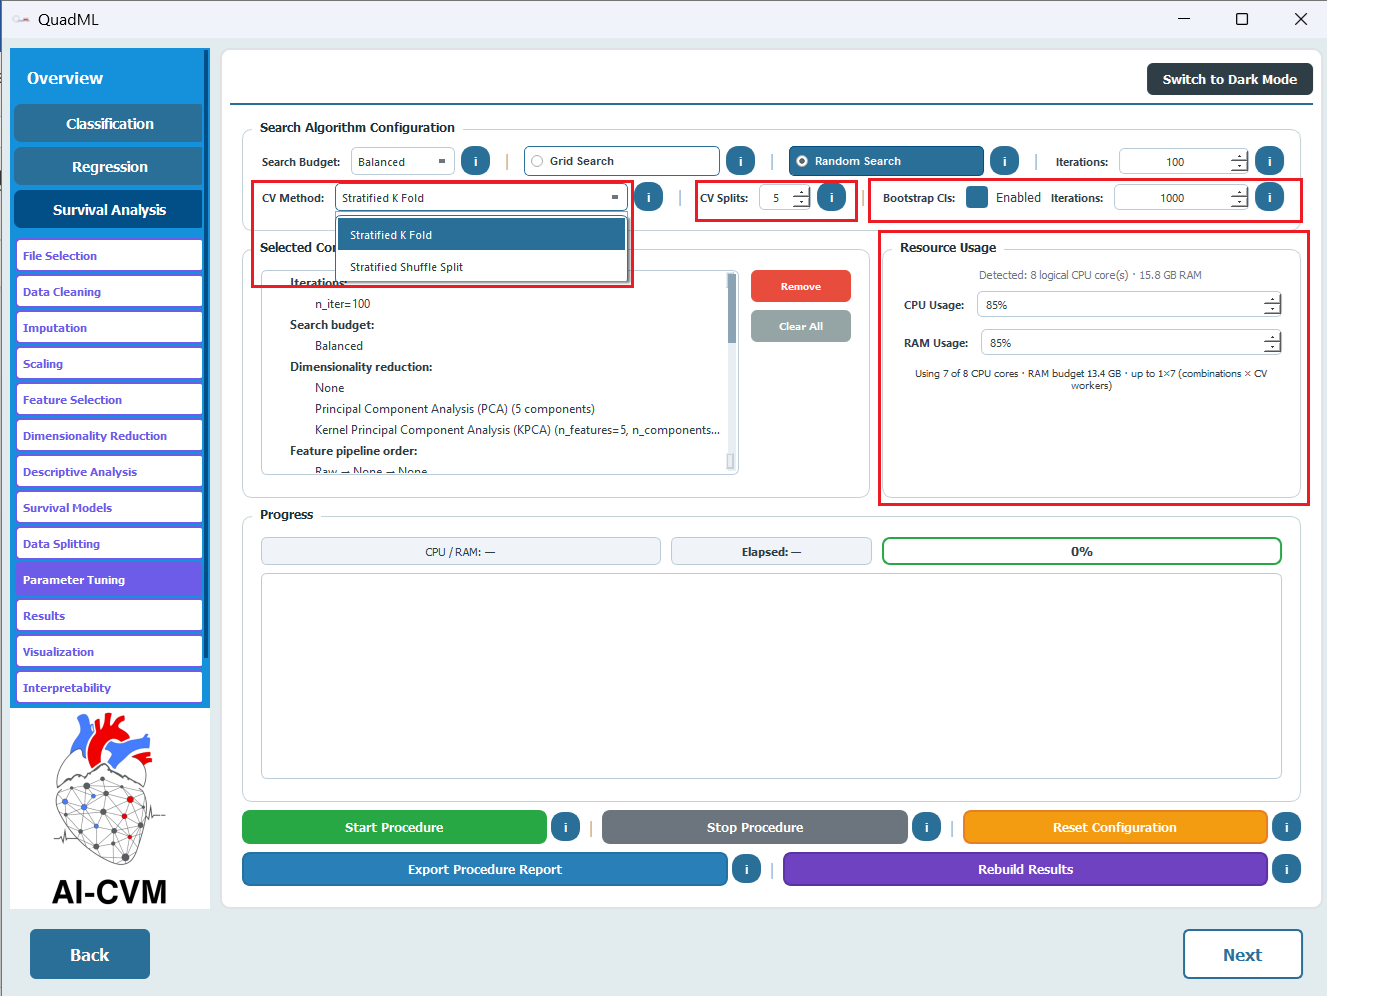 QuadML
Overview
Classification
Regression
Survival Analysis
File Selection
Data Cleaning
Imputation
Scaling
Feature Selection
Dimensionality Reduction
Descriptive Analysis
Survival Models
Data Splitting
Parameter Tuning
Results
Visualization
Interpretability
AI-CVM
Switch to Dark Mode
Search Algorithm Configuration
Search Budget: Balanced i | Grid Search i | Random Search i | Iterations: 100 i
CV Method: Stratified K Fold i | CV Splits: 5 i | Bootstrap CIs: Enabled Iterations: 1000 i
Stratified K Fold
Stratified Shuffle Split
Selected Co
Iterations:
n_iter=100
Search budget:
Balanced
Dimensionality reduction:
None
Principal Component Analysis (PCA) (5 components)
Kernel Principal Component Analysis (KPCA) (n_features=5, n_components...
Feature pipeline order:
Raw → None → None
Remove
Clear All
Resource Usage
Detected: 8 logical CPU core(s) · 15.8 GB RAM
CPU Usage: 85%
RAM Usage: 85%
Using 7 of 8 CPU cores · RAM budget 13.4 GB · up to 1×7 (combinations × CV
workers)
Progress
CPU / RAM: —
Elapsed: —
0%
Start Procedure i | Stop Procedure i | Reset Configuration i
Export Procedure Report i | Rebuild Results i
Back
Next